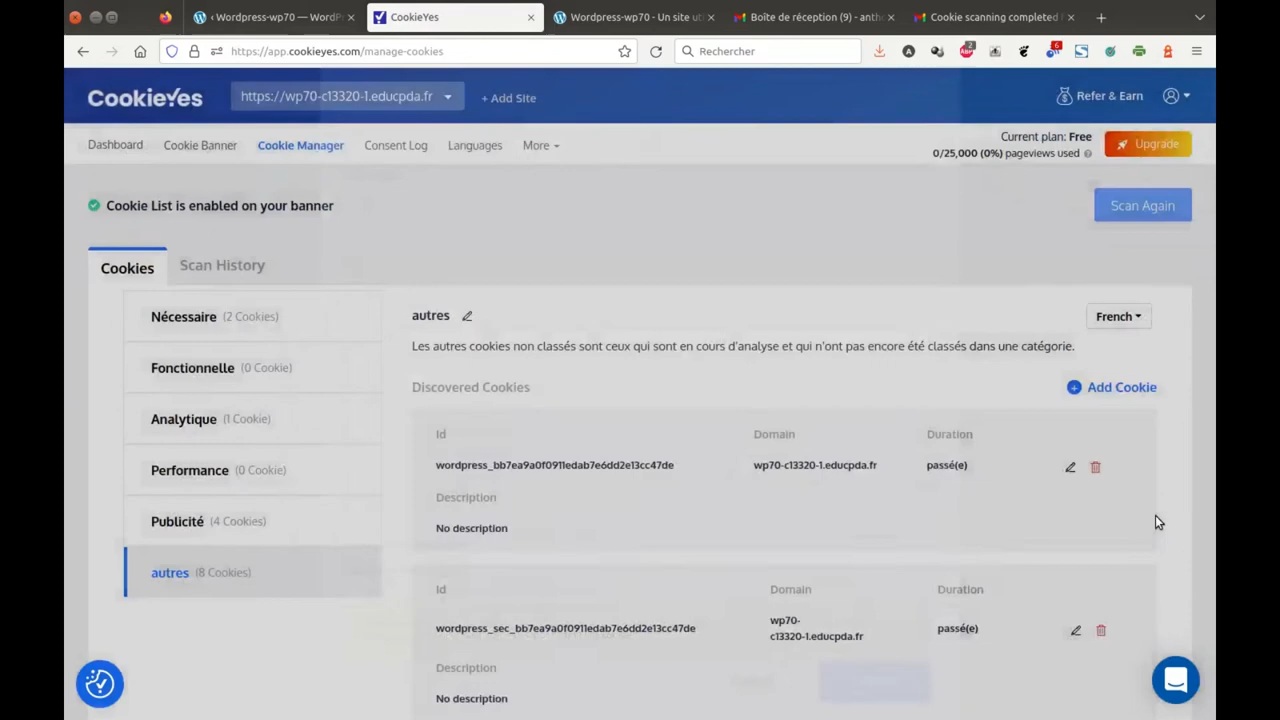 ‹ Wordpress-wp70 — WordP
CookieYes
Wordpress-wp70 - Un site ut
Boîte de réception (9) - anth
Cookie scanning completed
https://app.cookieyes.com/manage-cookies
Rechercher
2
6
CookieYes
https://wp70-c13320-1.educpda.fr
+ Add Site
Refer & Earn
Dashboard
Cookie Banner
Cookie Manager
Consent Log
Languages
More
Current plan: Free
0/25,000 (0%) pageviews used
Upgrade
Cookie List is enabled on your banner
Scan Again
Cookies
Scan History
Nécessaire (2 Cookies)
Fonctionnelle (0 Cookie)
Analytique (1 Cookie)
Performance (0 Cookie)
Publicité (4 Cookies)
autres (8 Cookies)
autres
French
Les autres cookies non classés sont ceux qui sont en cours d'analyse et qui n'ont pas encore été classés dans une catégorie.
Discovered Cookies
Add Cookie
Id
Domain
Duration
wordpress_bb7ea9a0f0911edab7e6dd2e13cc47de
wp70-c13320-1.educpda.fr
passé(e)
Description
No description
Id
Domain
Duration
wordpress_sec_bb7ea9a0f0911edab7e6dd2e13cc47de
wp70-
c13320-1.educpda.fr
passé(e)
Description
No description